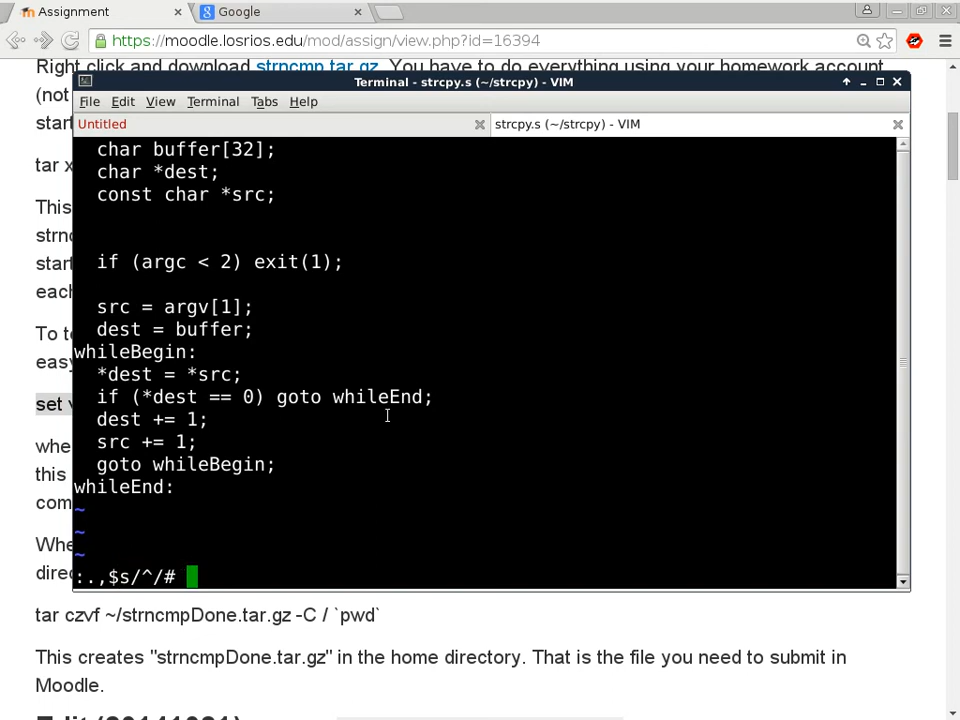 Assignment
Google
https://moodle.losrios.edu/mod/assign/view.php?id=16394
Right click and download strncmp.tar.gz. You have to do everything using your homework account
(not
Terminal - strcpy.s (~/strcpy) - VIM
File Edit View Terminal Tabs Help
Untitled
strcpy.s (~/strcpy) - VIM
char buffer[32];
char *dest;
const char *src;
if (argc < 2) exit(1);
src = argv[1];
dest = buffer;
whileBegin:
*dest = *src;
if (*dest == 0) goto whileEnd;
dest += 1;
src += 1;
goto whileBegin;
whileEnd:
~
~
~
:.,$s/^/#
tar czvf ~/strncmpDone.tar.gz -C / `pwd`
This creates "strncmpDone.tar.gz" in the home directory. That is the file you need to submit in
Moodle.